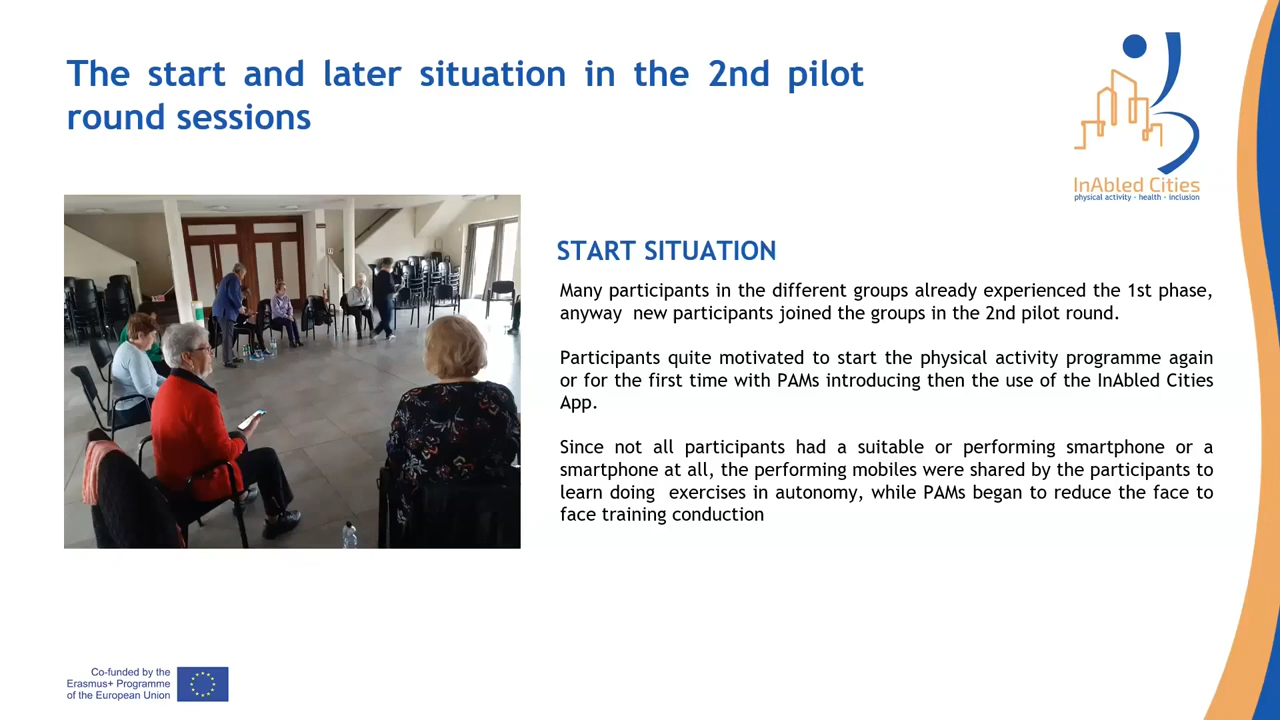 The start and later situation in the 2nd pilot
round sessions
InAbled Cities
physical activity - health - inclusion
START SITUATION
Many participants in the different groups already experienced the 1st phase,
anyway  new participants joined the groups in the 2nd pilot round.
Participants quite motivated to start the physical activity programme again
or for the first time with PAMs introducing then the use of the InAbled Cities
App.
Since not all participants had a suitable or performing smartphone or a
smartphone at all, the performing mobiles were shared by the participants to
learn doing  exercises in autonomy, while PAMs began to reduce the face to
face training conduction
Co-funded by the
Erasmus+ Programme
of the European Union